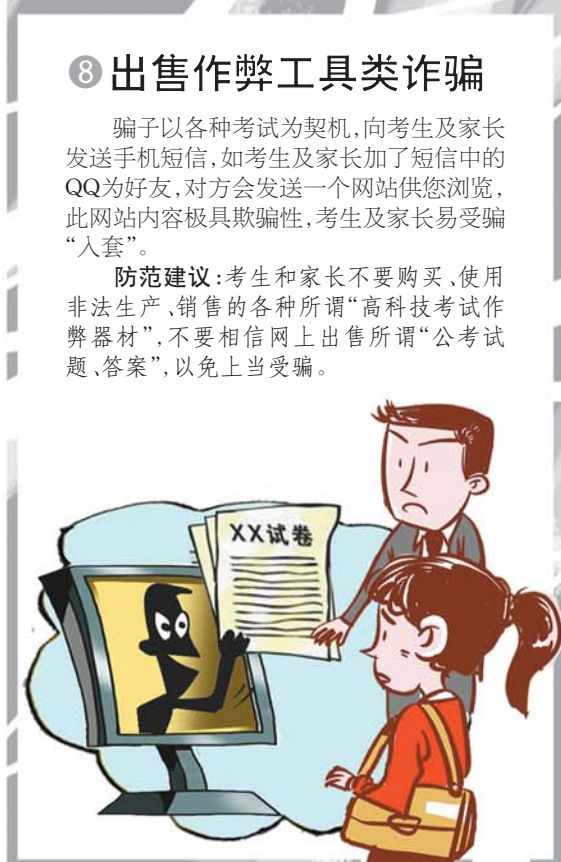 8 出售作弊工具类诈骗
骗子以各种考试为契机,向考生及家长
发送手机短信,如考生及家长加了短信中的
QQ为好友,对方会发送一个网站供您浏览,
此网站内容极具欺骗性,考生及家长易受骗
“入套”。
防范建议:考生和家长不要购买、使用
非法生产、销售的各种所谓“高科技考试作
弊器材”,不要相信网上出售所谓“公考试
题、答案”,以免上当受骗。
XX试卷